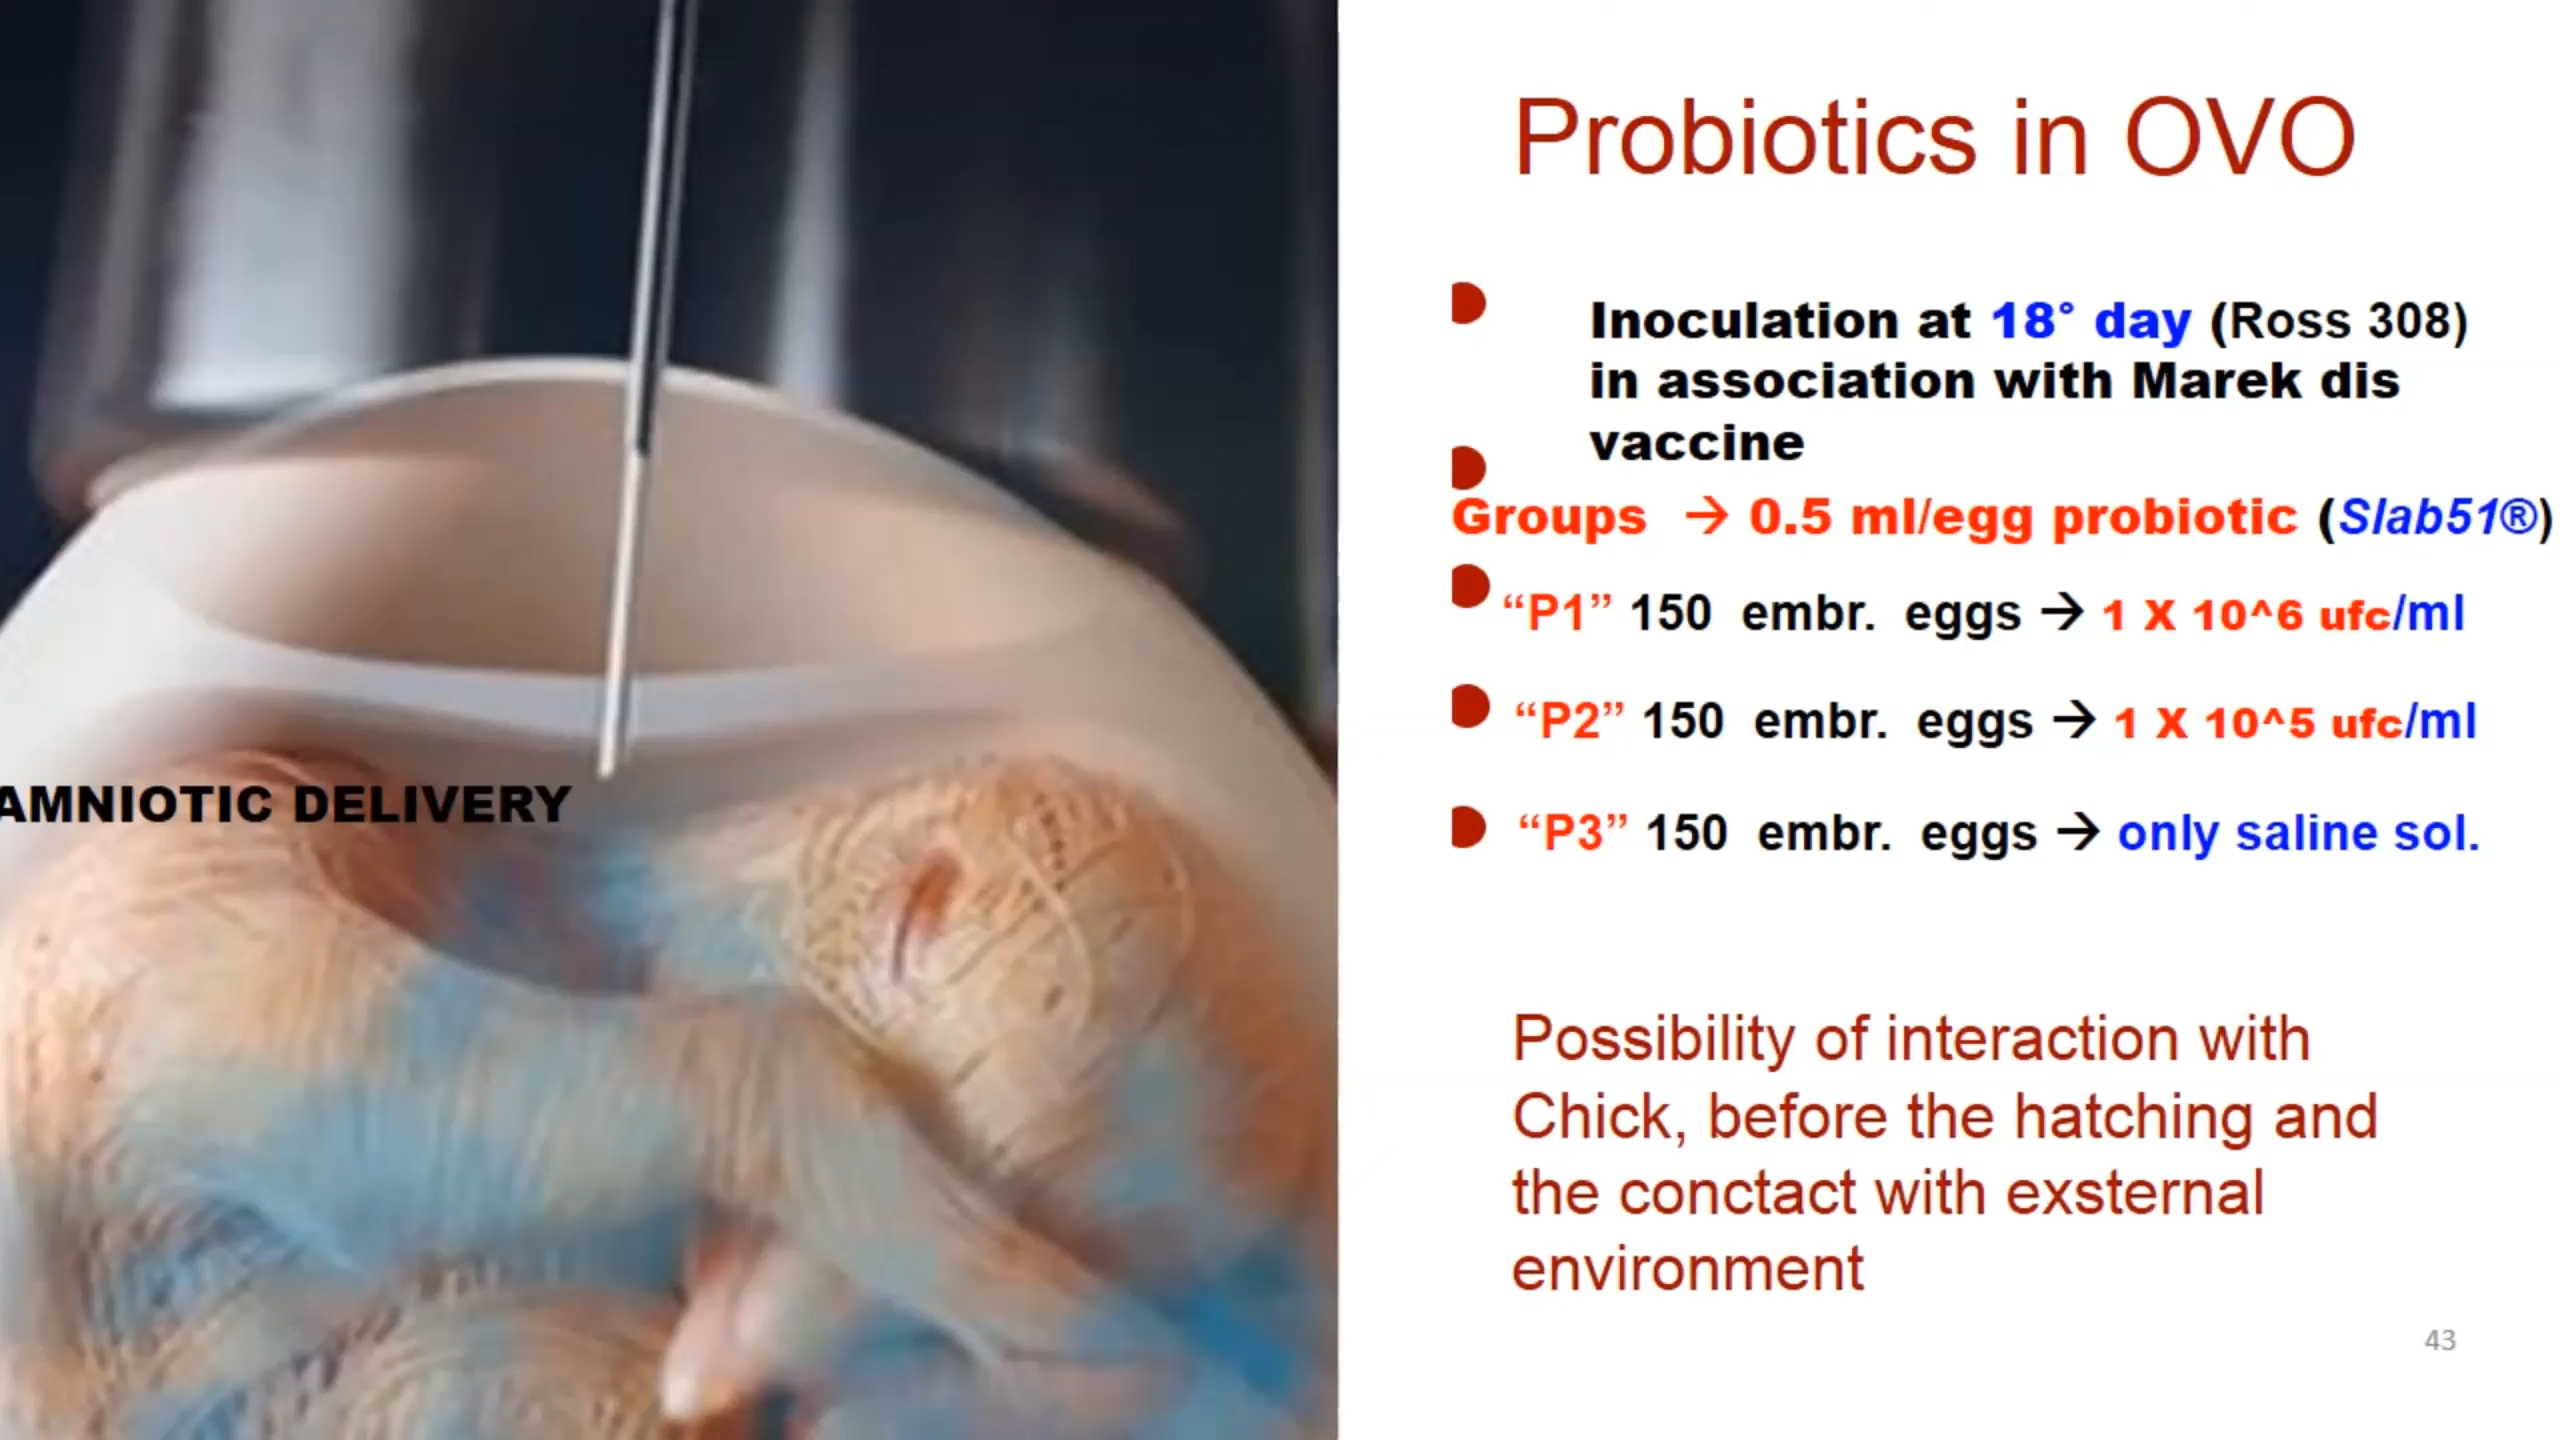 Probiotics in OVO
Inoculation at 18° day (Ross 308)
in association with Marek dis
vaccine
Groups → 0.5 ml/egg probiotic (Slab51®)
“P1” 150 embr. eggs → 1 X 10^6 ufc/ml
“P2” 150 embr. eggs → 1 X 10^5 ufc/ml
AMNIOTIC DELIVERY
“P3” 150 embr. eggs → only saline sol.
Possibility of interaction with
Chick, before the hatching and
the conctact with exsternal
environment
43